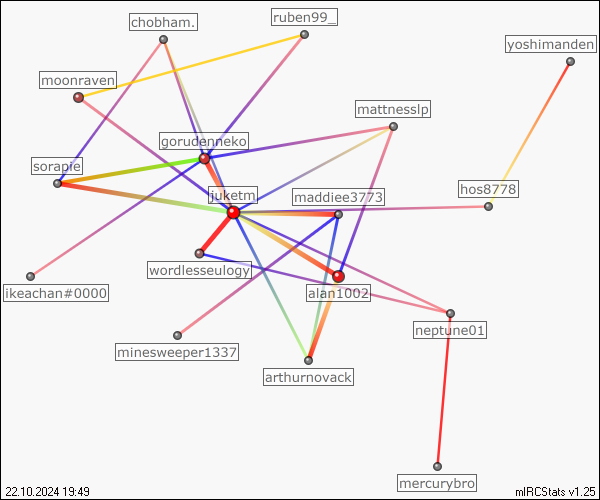 ruben99_
chobham.
yoshimanden
moonraven
mattnesslp
gorudenneko
sorapie
hos8778
juketm
maddiee3773
wordlesseulogy
ikeachan#0000
alan1002
neptune01
minesweeper1337
arthurnovack
mercurybro
22.10.2024 19:49
mIRCStats v1.25